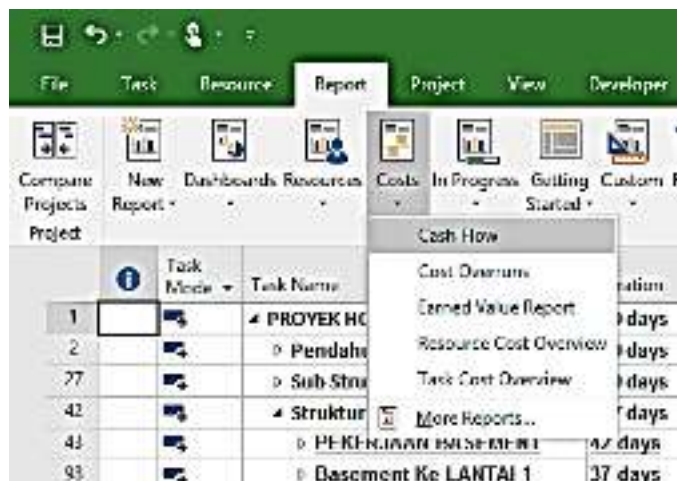 File Task Resource Report Project View Developer
Compare Projects
New Report
Dashboards
Resources
Costs
In Progress
Getting Started
Custom
Project
Cash Flow
Cost Overruns
Earned Value Report
Resource Cost Overview
Task Cost Overview
More Reports...
Task Mode
Task Name
1 PROYEK days
2 days
27 Sub days
42 Struktur days
43 PEKERJAAN BASEMENT 42 days
93 Basement Ke LANTAI 1 37 days